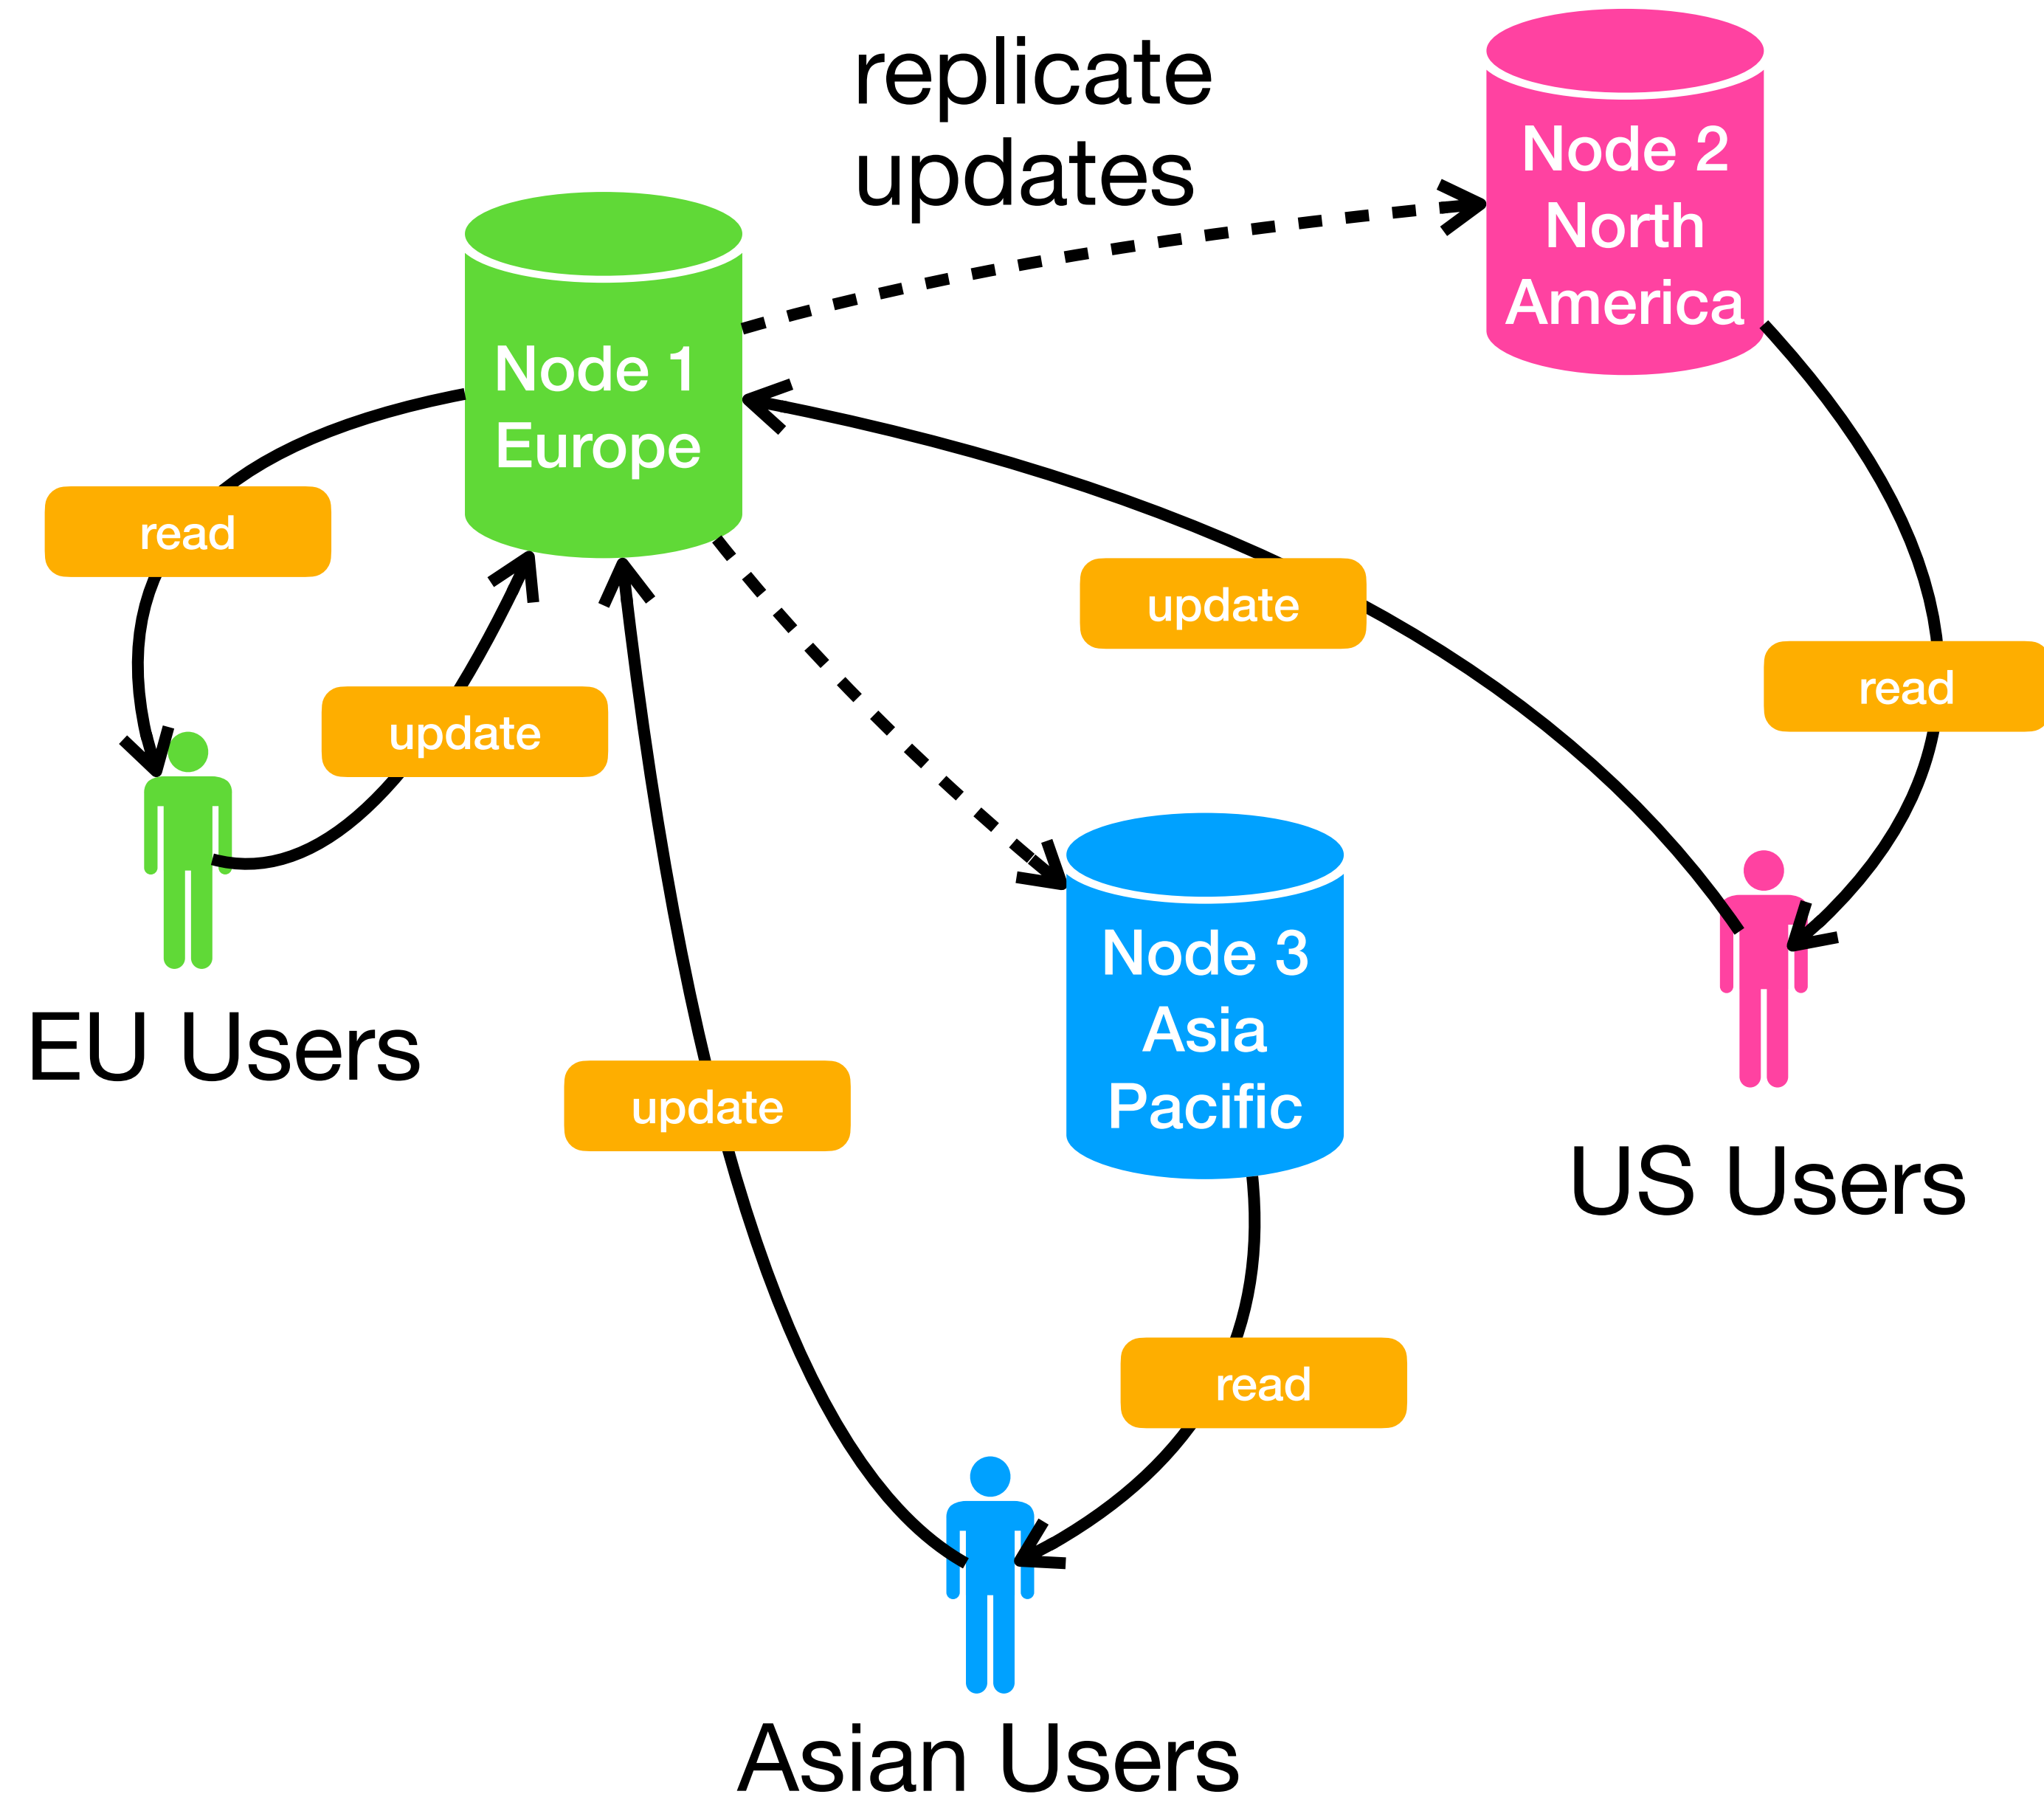 replicate
updates
Node 2
North
America
Node 1
Europe
read
update
read
update
Node 3
Asia
Pacific
EU Users
update
US Users
read
Asian Users